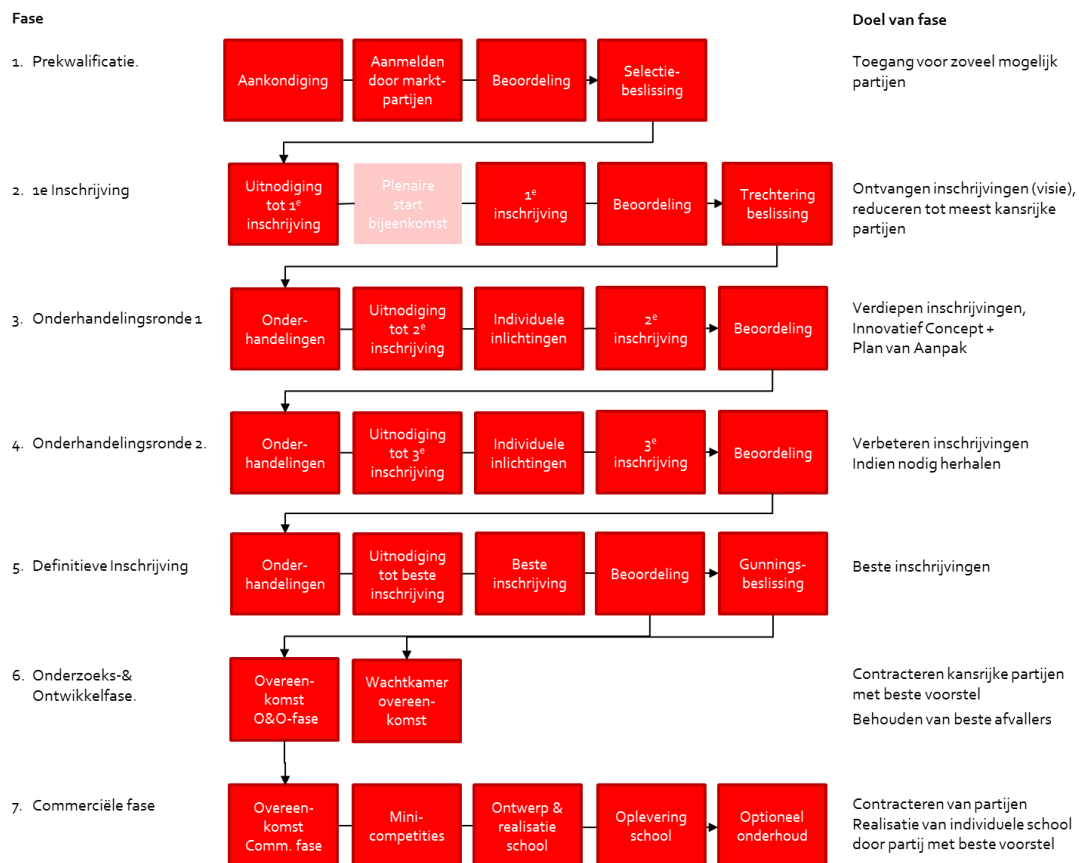 Fase
Doel van fase
1. Prekwalificatie.
Aankondiging
Aanmelden
door markt-
partijen
Beoordeling
Selectie-
beslissing
Toegang voor zoveel mogelijk
partijen
2. 1e Inschrijving
Uitnodiging
tot 1e
inschrijving
Plenaire
start
bijeenkomst
1e
inschrijving
Beoordeling
Trechtering
beslissing
Ontvangen inschrijvingen (visie),
reduceren tot meest kansrijke
partijen
3. Onderhandelingsronde 1
Onder-
handelingen
Uitnodiging
tot 2e
inschrijving
Individuele
inlichtingen
2e
inschrijving
Beoordeling
Verdiepen inschrijvingen,
Innovatief Concept +
Plan van Aanpak
4. Onderhandelingsronde 2.
Onder-
handelingen
Uitnodiging
tot 3e
inschrijving
Individuele
inlichtingen
3e
inschrijving
Beoordeling
Verbeteren inschrijvingen
Indien nodig herhalen
5. Definitieve Inschrijving
Onder-
handelingen
Uitnodiging
tot beste
inschrijving
Beste
inschrijving
Beoordeling
Gunnings-
beslissing
Beste inschrijvingen
6. Onderzoeks-&
Ontwikkelfase.
Overeen-
komst
O&O-fase
Wachtkamer
overeen-
komst
Contracteren kansrijke partijen
met beste voorstel
Behouden van beste afvallers
7. Commerciële fase
Overeen-
komst
Comm. fase
Mini-
competities
Ontwerp &
realisatie
school
Oplevering
school
Optioneel
onderhoud
Contracteren van partijen
Realisatie van individuele school
door partij met beste voorstel